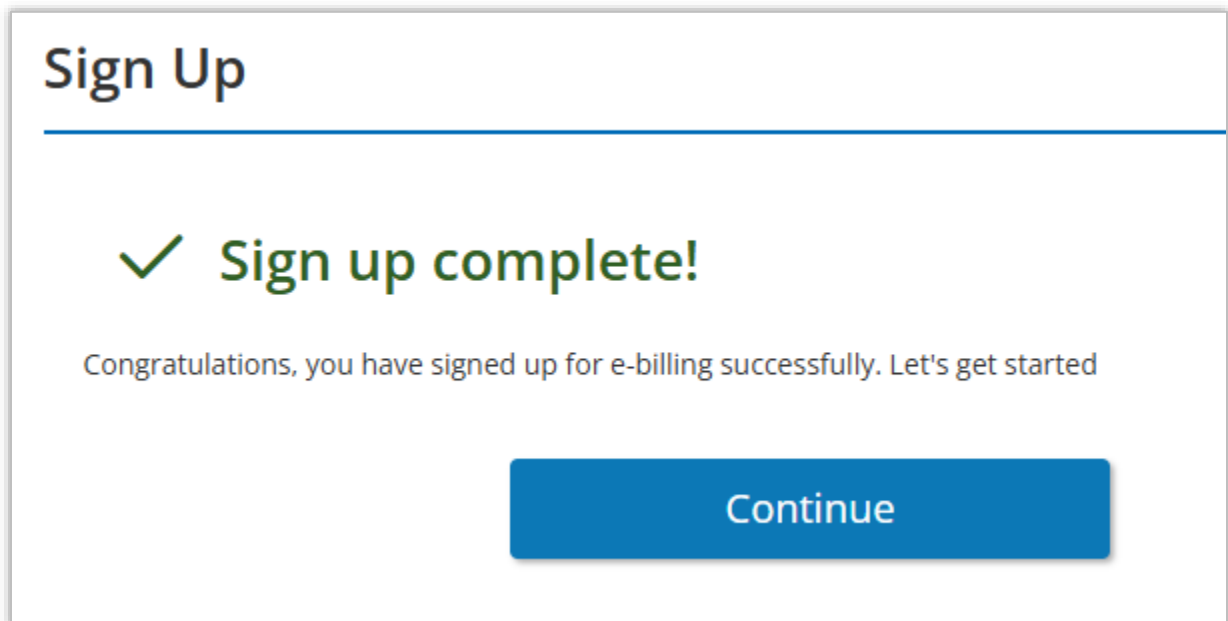 Sign Up
Sign up complete!
Congratulations, you have signed up for e-billing successfully. Let's get started
Continue